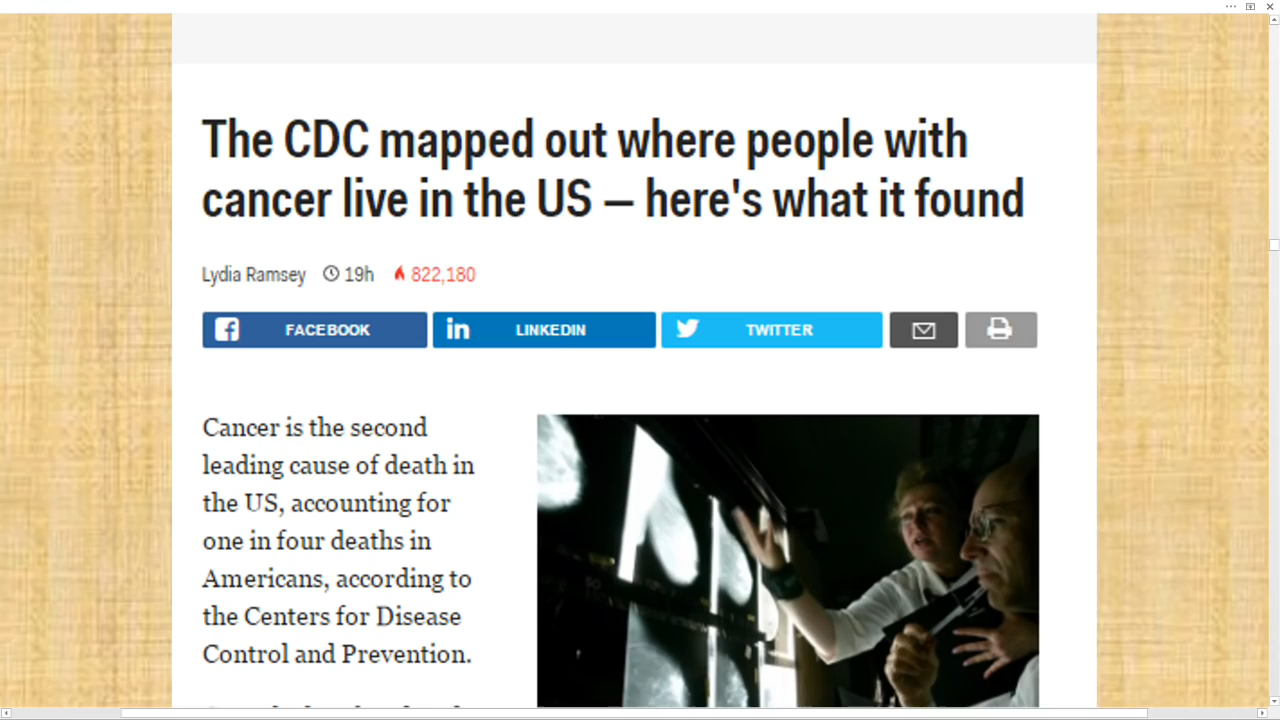 The CDC mapped out where people with
cancer live in the US — here's what it found
Lydia Ramsey 19h 822,180
FACEBOOK LINKEDIN TWITTER
Cancer is the second
leading cause of death in
the US, accounting for
one in four deaths in
Americans, according to
the Centers for Disease
Control and Prevention.